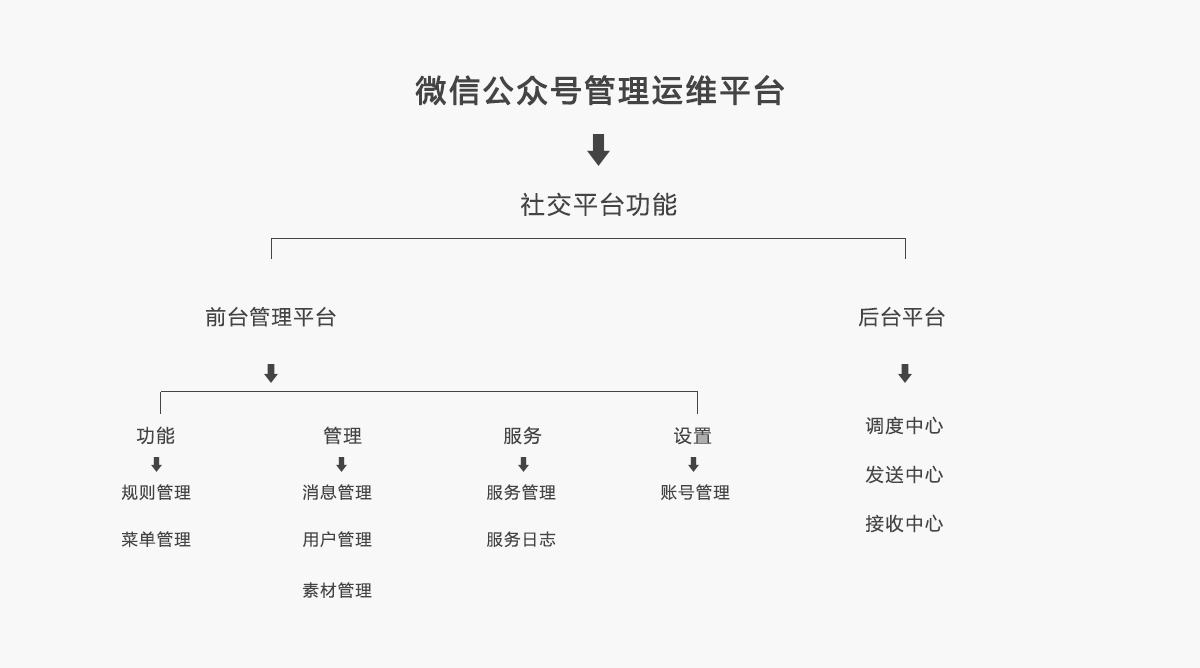 微信公众号管理运维平台
社交平台功能
前台管理平台
后台平台
功能
管理
服务
设置
规则管理
消息管理
服务管理
账号管理
菜单管理
用户管理
服务日志
素材管理
调度中心
发送中心
接收中心